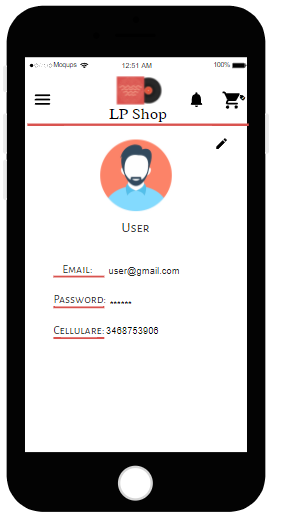 Moqups 12:51 AM 100%
LP Shop
User
Email: user@gmail.com
Password: ******
Cellulare: 3468753906